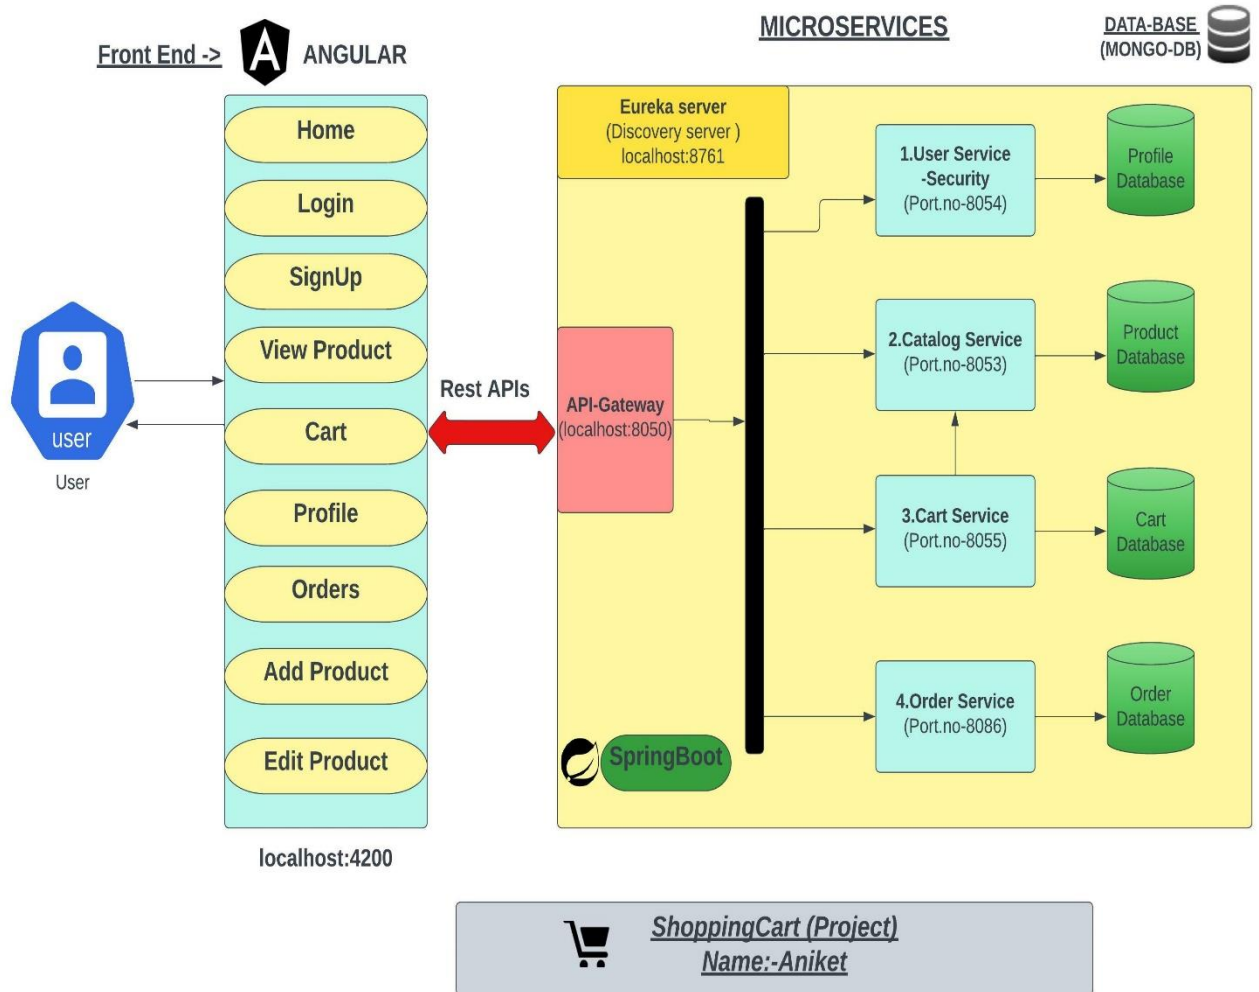 Front End ->
ANGULAR
MICROSERVICES
DATA-BASE
(MONGO-DB)
Home
Login
SignUp
View Product
Cart
Profile
Orders
Add Product
Edit Product
localhost:4200
user
User
Rest APIs
Eureka server
(Discovery server )
localhost:8761
API-Gateway
(localhost:8050)
SpringBoot
1.User Service
-Security
(Port.no-8054)
Profile
Database
2.Catalog Service
(Port.no-8053)
Product
Database
3.Cart Service
(Port.no-8055)
Cart
Database
4.Order Service
(Port.no-8086)
Order
Database
ShoppingCart (Project)
Name:-Aniket